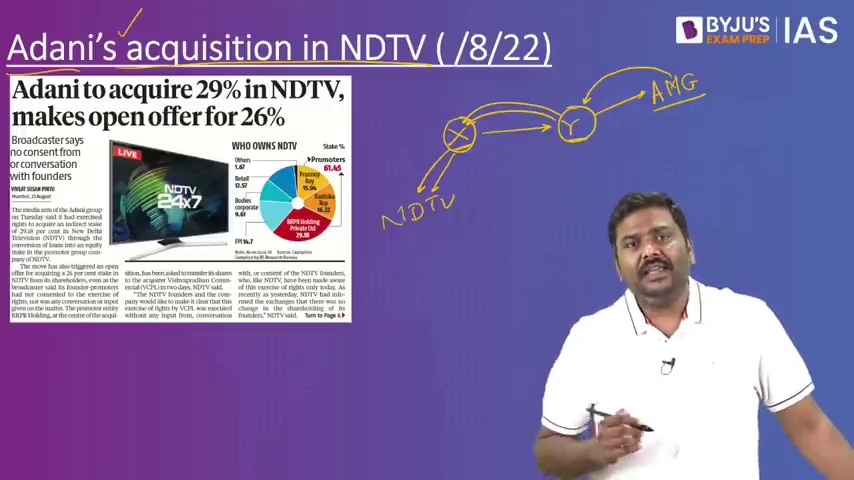 Adani's acquisition in NDTV ( /8/22)
BYJU'S
EXAM PREP
IAS
Adani to acquire 29% in NDTV,
makes open offer for 26%
Broadcaster says
no consent from
or conversation
with founders
VIVEAT SUSAN PINTO
Mumbai, 23 August
The media arm of the Adani group
on Tuesday said it had exercised
rights to acquire an indirect stake
of 29.18 per cent in New Delhi
Television (NDTV) through the
conversion of loans into an equity
stake in the promoter group com-
pany of NDTV.
The move has also triggered an open
offer for acquiring a 26 per cent stake in
NDTV from its shareholders, even as the
broadcaster said its founder-promoters
had not consented to the exercise of
rights, nor was any conversation or input
given on the matter. The promoter entity
RRPR Holding, at the centre of the acqui-
LIVE
NDTV
24x7
WHO OWNS NDTV
Stake %
Others
1.67
Retail
12.57
Bodies
corporate
9.61
FPI 14.7
Promoters
61.45
Prannoy
Roy
15.94
Radhika
Roy
16.32
RRPR Holding
Private Ltd
29.18
Compiled by BS Research Bureau
sition, has been asked to transfer its shares
to the acquirer Vishvapradhan Comme-
rcial (VCPL) in two days, NDTV said.
"The NDTV founders and the com-
pany would like to make it clear that this
exercise of rights by VCPL was executed
without any input from, conversation
with, or consent of the NDTV founders,
who, like NDTV, have been made aware
of this exercise of rights only today. As
recently as yesterday, NDTV had info-
rmed the exchanges that there was no
change in the shareholding of its
founders," NDTV said. Turn to Page 6
X
Y
AMG
NDTV